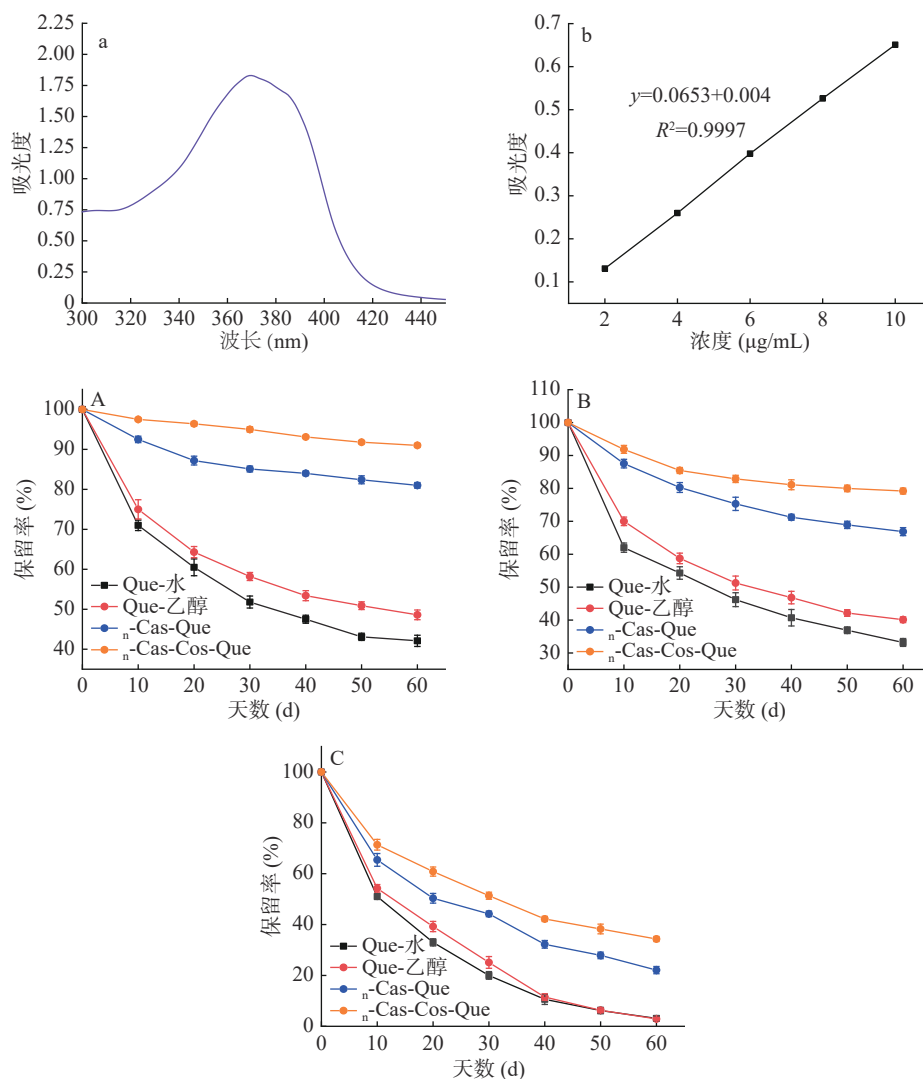 a
2.25
2.00
1.75
1.50
1.25
1.00
0.75
0.50
0.25
0
吸光度
300 320 340 360 380 400 420 440
波长 (nm)
b
0.7
0.6
0.5
0.4
0.3
0.2
0.1
吸光度
y=0.0653+0.004
R²=0.9997
2 4 6 8 10
浓度 (μg/mL)
A
100
90
80
70
60
50
40
保留率 (%)
Que-水
Que-乙醇
n-Cas-Que
n-Cas-Cos-Que
0 10 20 30 40 50 60
天数 (d)
B
110
100
90
80
70
60
50
40
30
保留率 (%)
Que-水
Que-乙醇
n-Cas-Que
n-Cas-Cos-Que
0 10 20 30 40 50 60
天数 (d)
C
100
80
60
40
20
0
保留率 (%)
Que-水
Que-乙醇
n-Cas-Que
n-Cas-Cos-Que
0 10 20 30 40 50 60
天数 (d)